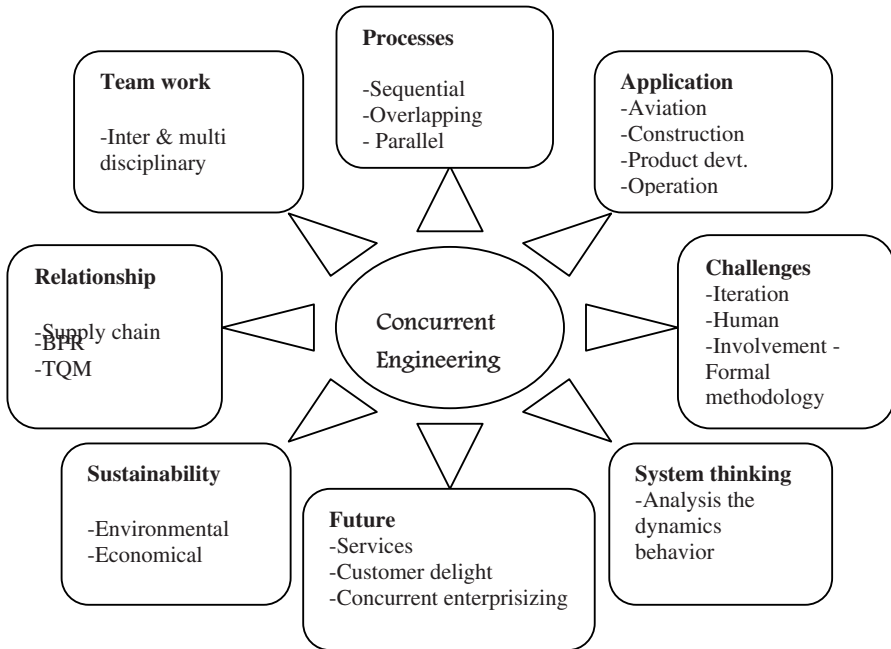 Processes
-Sequential
-Overlapping
- Parallel
Team work
-Inter & multi
disciplinary
Application
-Aviation
-Construction
-Product devt.
-Operation
Relationship
-Supply chain
-BPR
-TQM
Concurrent
Engineering
Challenges
-Iteration
-Human
-Involvement -
Formal
methodology
Sustainability
-Environmental
-Economical
Future
-Services
-Customer delight
-Concurrent enterprisizing
System thinking
-Analysis the
dynamics
behavior